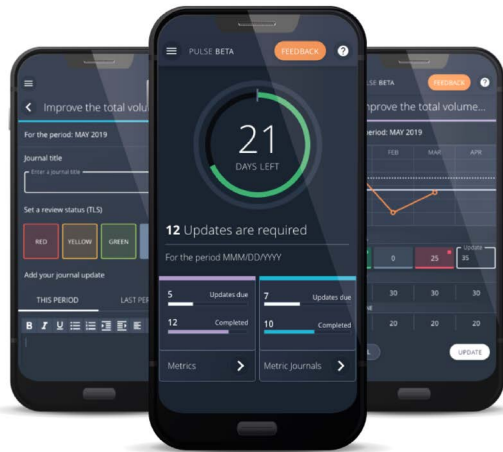 Improve the total volu
For the period: MAY 2019
Journal title
Enter a journal title
Set a review status (TLS)
RED
YELLOW
GREEN
Add your journal update
THIS PERIOD
LAST PER
B I U
PULSE BETA
FEEDBACK
?
21
DAYS LEFT
12 Updates are required
For the period MMM/DD/YYYY
5 Updates due
12 Completed
Metrics
7 Updates due
10 Completed
Metric Journals
LSE BETA
FEEDBACK
?
prove the total volume...
eriod: MAY 2019
FEB MAR APR
0 25
Update
35
30 30 30
20 20 20
UPDATE